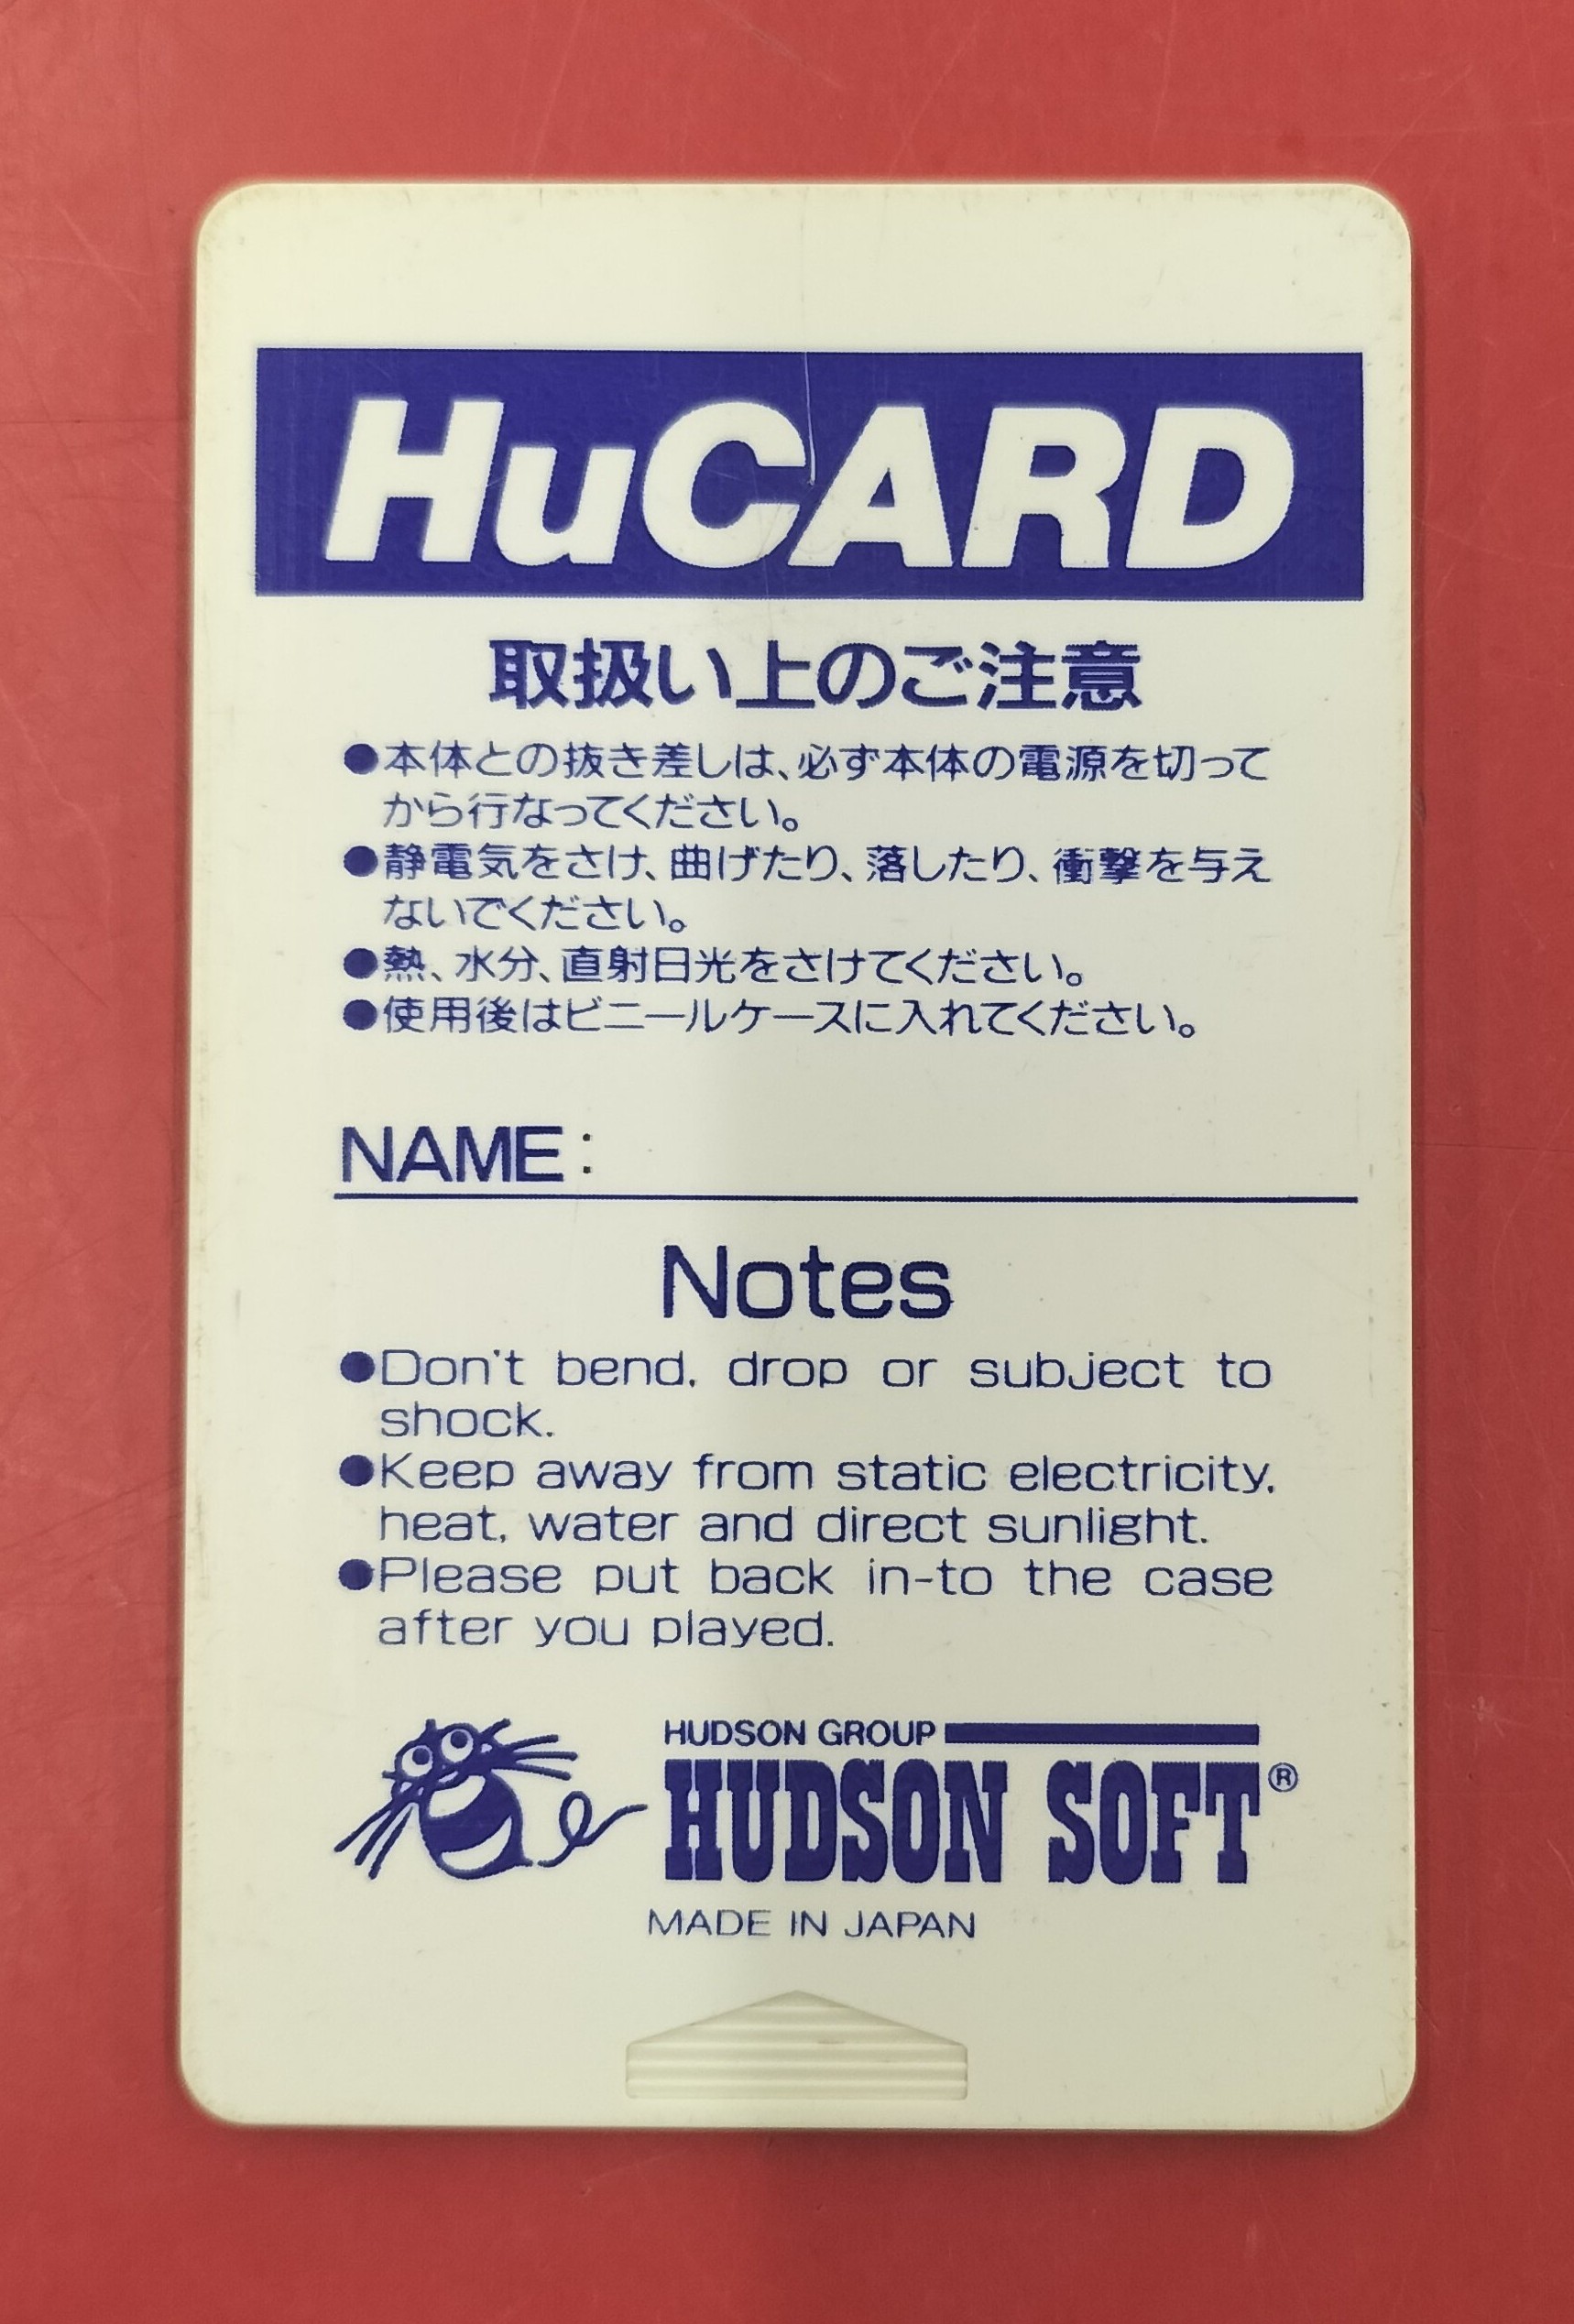 HuCARD
取扱い上のご注意
●本体との抜き差しは、必ず本体の電源を切って
から行なってください。
●静電気をさけ、曲げたり、落したり、衝撃を与え
ないでください。
●熱、水分、直射日光をさけてください。
●使用後はビニールケースに入れてください。
NAME:
Notes
●Don't bend, drop or subject to
shock.
●Keep away from static electricity,
heat, water and direct sunlight.
●Please put back in-to the case
after you played.
HUDSON GROUP
HUDSON SOFT®
MADE IN JAPAN